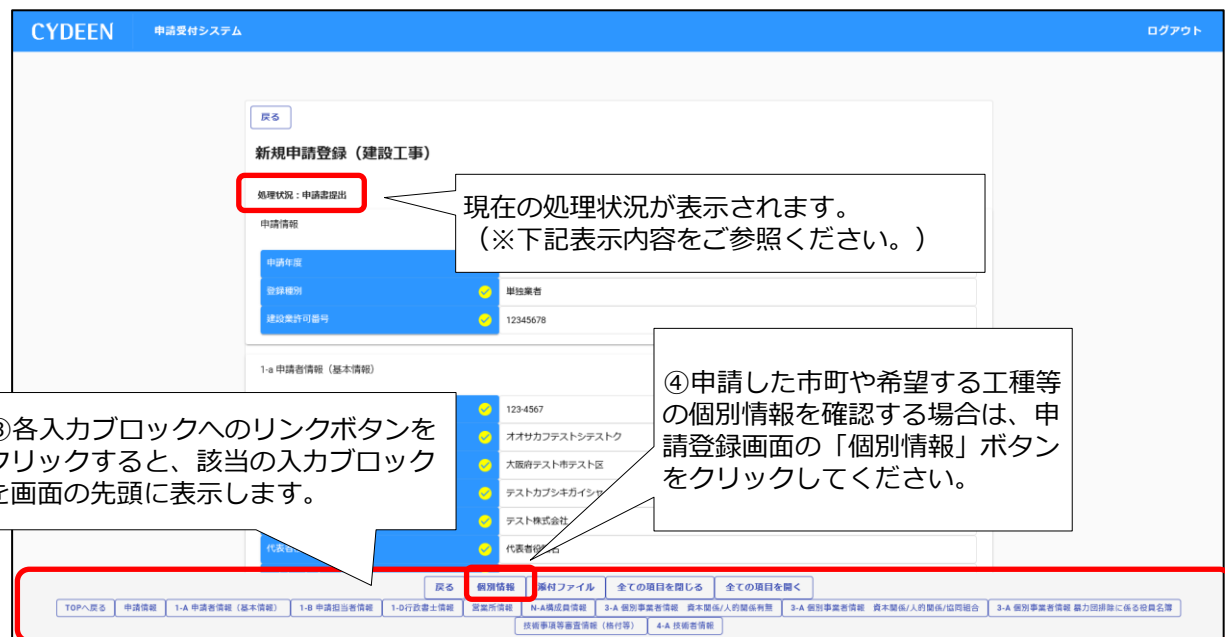 CYDEEN 申請受付システム ログアウト
戻る
新規申請登録（建設工事）
処理状況：申請書提出
現在の処理状況が表示されます。
（※下記表示内容をご参照ください。）
申請情報
申請年度
登録種別 単独業者
建設業許可番号 12345678
1-a 申請者情報（基本情報）
④申請した市町や希望する工種等
の個別情報を確認する場合は、申
請登録画面の「個別情報」ボタン
をクリックしてください。
③各入力ブロックへのリンクボタンを
クリックすると、該当の入力ブロック
を画面の先頭に表示します。
123-4567
オオサカフテストシテストク
大阪府テスト市テスト区
テストカブシキガイシャ
テスト株式会社
代表者
戻る 個別情報 添付ファイル 全ての項目を閉じる 全ての項目を開く
TOPへ戻る 申請情報 1-A 申請者情報（基本情報） 1-B 申請担当者情報 1-D行政書士情報 営業所情報 N-A構成員情報 3-A 個別事業者情報 資本関係/人的関係有無 3-A 個別事業者情報 資本関係/人的関係/協同組合 3-A 個別事業者情報 暴力団排除に係る役員名簿
技術事項等審査情報（格付等） 4-A 技術者情報